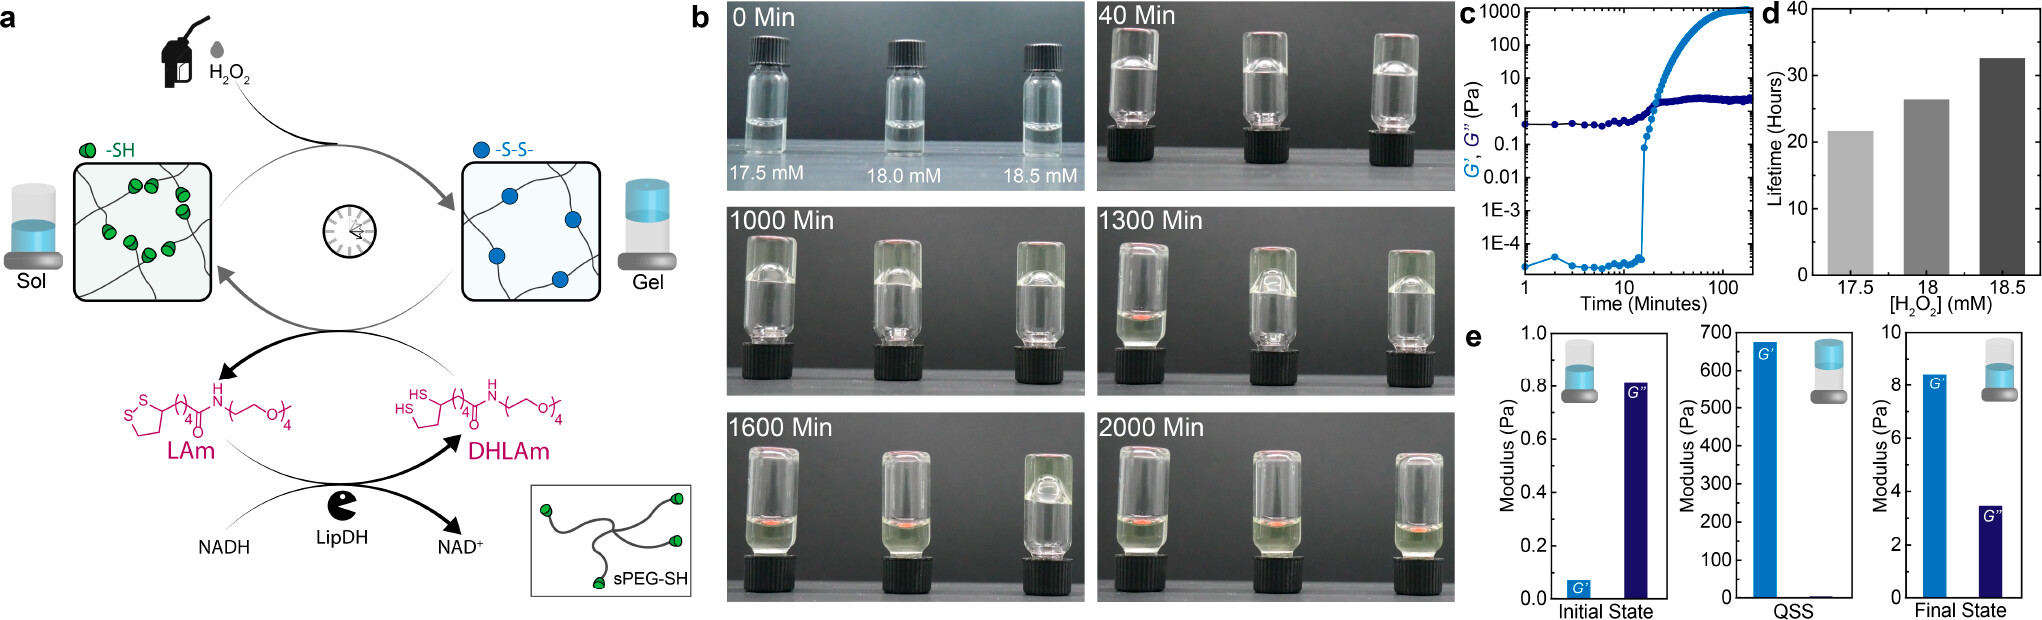 a
H₂O₂
-SH
-S-S-
Sol
Gel
S
S
H
N
4
O
O
4
LAm
HS
HS
H
N
4
O
O
4
DHLAm
NADH
LipDH
NAD⁺
sPEG-SH
b
0 Min
17.5 mM
18.0 mM
18.5 mM
40 Min
1000 Min
1300 Min
1600 Min
2000 Min
c
G', G'' (Pa)
1000
100
10
1
0.1
0.01
1E-3
1E-4
1
10
100
Time (Minutes)
d
Lifetime (Hours)
40
30
20
10
0
17.5
18
18.5
[H₂O₂] (mM)
e
Modulus (Pa)
1.0
0.8
0.6
0.4
0.2
0.0
G'
G''
Initial State
Modulus (Pa)
700
600
500
400
300
200
100
0
G'
QSS
Modulus (Pa)
10
8
6
4
2
0
G'
G''
Final State